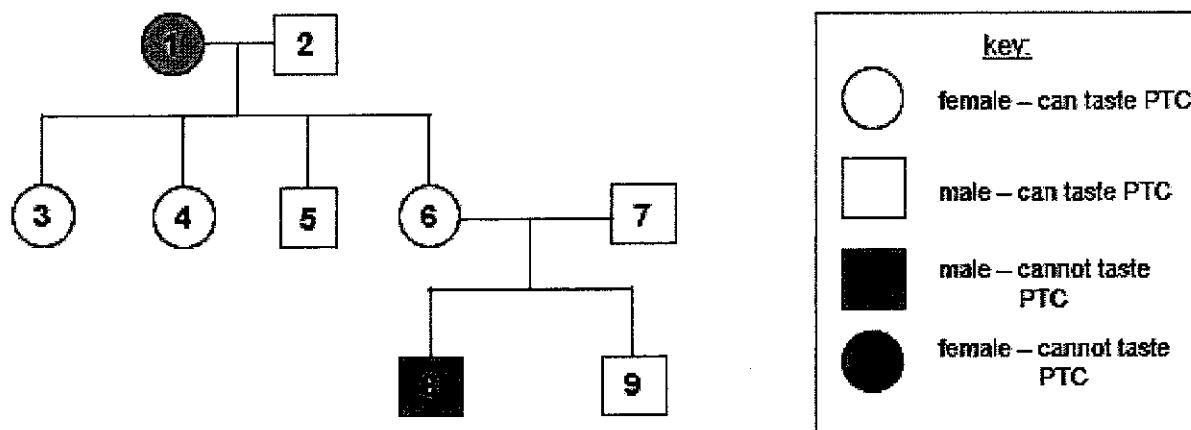 1 2
3 4 5 6 7
8 9
key:
female – can taste PTC
male – can taste PTC
male – cannot taste
PTC
female – cannot taste
PTC